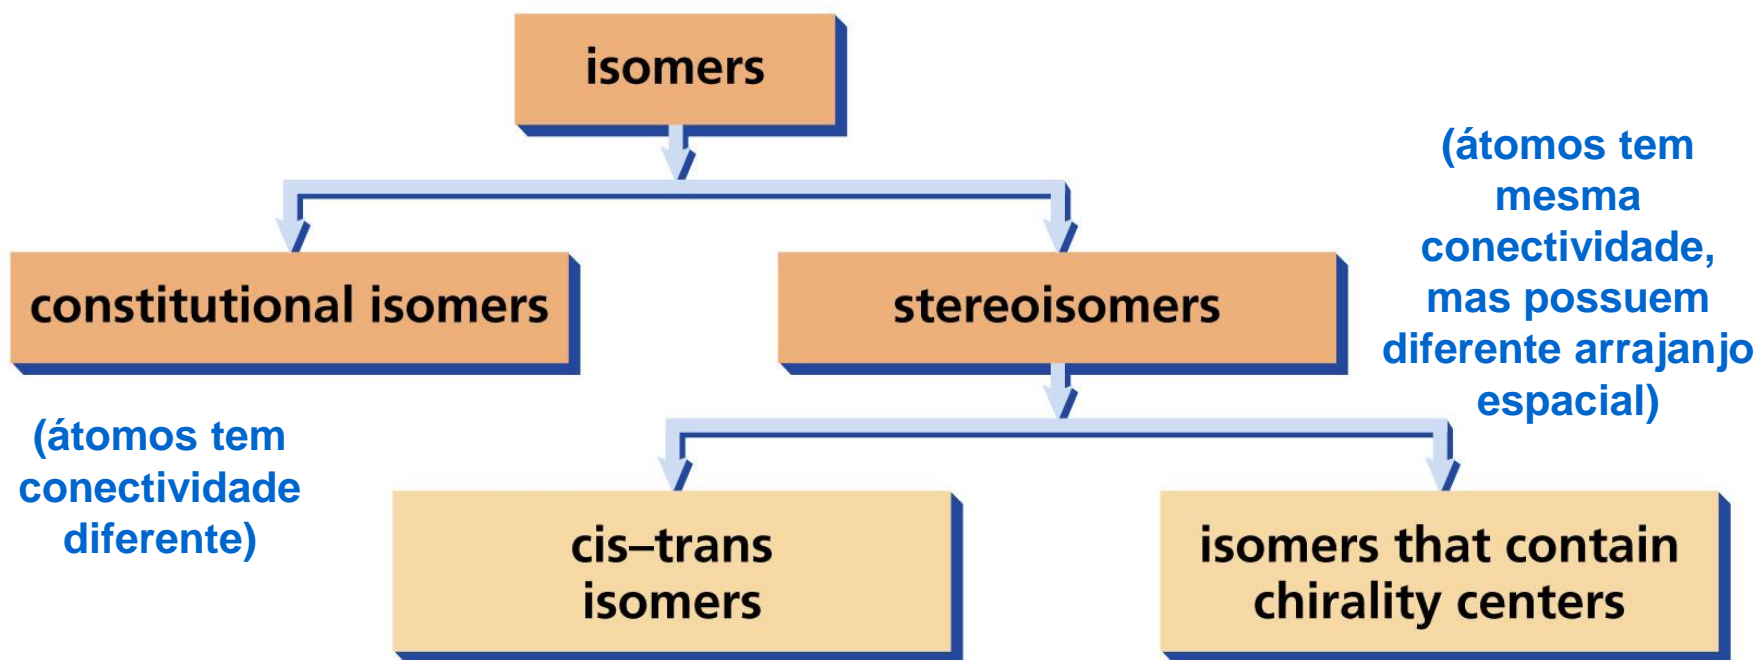 isomers
constitutional isomers
(átomos tem
conectividade
diferente)
stereoisomers
(átomos tem
mesma
conectividade,
mas possuem
diferente arrajanjo
espacial)
cis–trans
isomers
isomers that contain
chirality centers